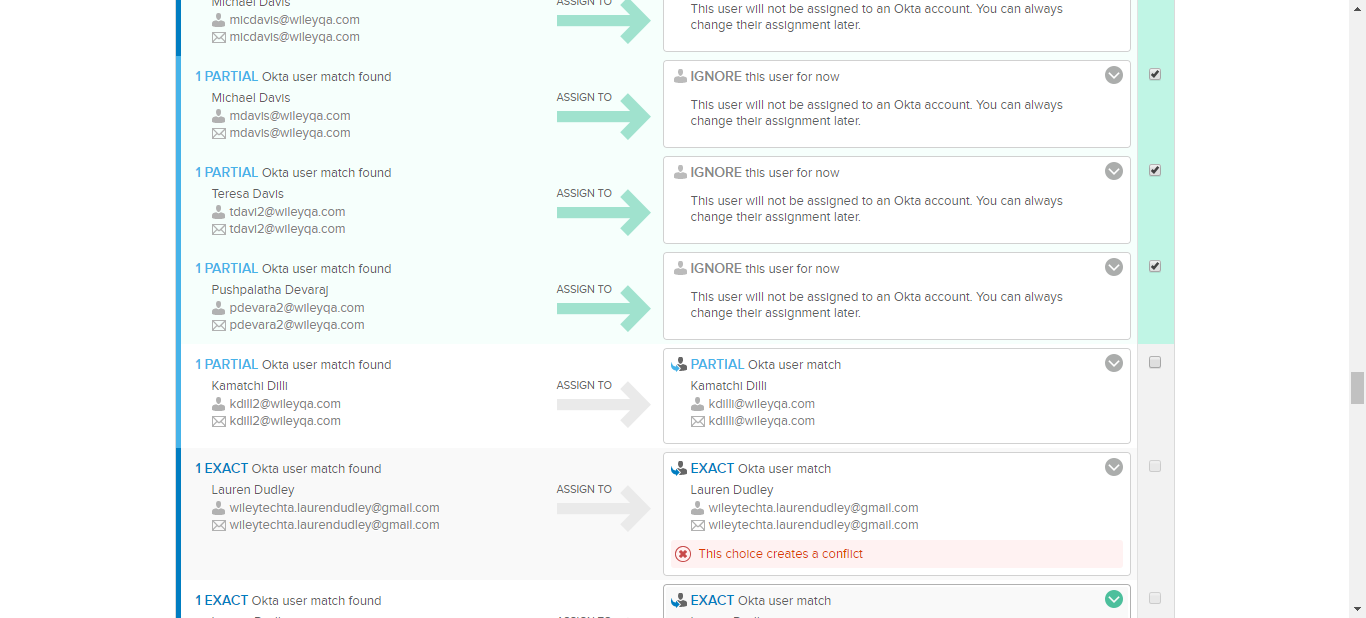 Michael Davis
micdavis@wileyqa.com
micdavis@wileyqa.com
ASSIGN TO
This user will not be assigned to an Okta account. You can always
change their assignment later.
1 PARTIAL Okta user match found
Michael Davis
mdavis@wileyqa.com
mdavis@wileyqa.com
ASSIGN TO
IGNORE this user for now
This user will not be assigned to an Okta account. You can always
change their assignment later.
1 PARTIAL Okta user match found
Teresa Davis
tdavi2@wileyqa.com
tdavi2@wileyqa.com
ASSIGN TO
IGNORE this user for now
This user will not be assigned to an Okta account. You can always
change their assignment later.
1 PARTIAL Okta user match found
Pushpalatha Devaraj
pdevara2@wileyqa.com
pdevara2@wileyqa.com
ASSIGN TO
IGNORE this user for now
This user will not be assigned to an Okta account. You can always
change their assignment later.
1 PARTIAL Okta user match found
Kamatchi Dilli
kdill2@wileyqa.com
kdill2@wileyqa.com
ASSIGN TO
PARTIAL Okta user match
Kamatchi Dilli
kdilli@wileyqa.com
kdilli@wileyqa.com
1 EXACT Okta user match found
Lauren Dudley
wileytechta.laurendudley@gmail.com
wileytechta.laurendudley@gmail.com
ASSIGN TO
EXACT Okta user match
Lauren Dudley
wileytechta.laurendudley@gmail.com
wileytechta.laurendudley@gmail.com
This choice creates a conflict
1 EXACT Okta user match found
EXACT Okta user match